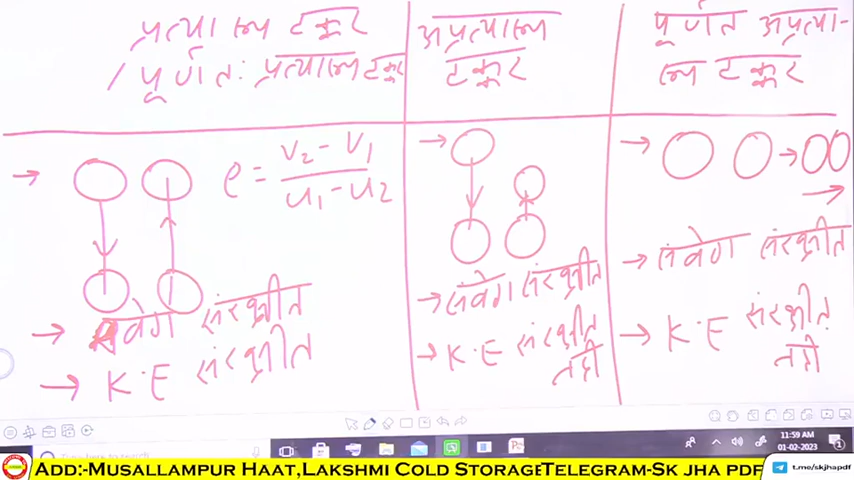 प्रत्यास्थ टक्कर
/ पूर्णतः प्रत्यास्थ टक्कर
अप्रत्यास्थ
टक्कर
पूर्णत अप्रत्या-
स्थ टक्कर
→ e = V₂ - V₁ / U₁ - U₂
→ संवेग संरक्षीत
→ K.E संरक्षीत
→
→ संवेग संरक्षीत
→ K.E संरक्षीत
नही
→
→ संवेग संरक्षीत
→ K.E संरक्षीत
नही
11:59 AM
01-02-2023
ADD:-MUSALLAMPUR HAAT,LAKSHMI COLD STORAGETELEGRAM-SK JHA PDF
t.me/skjhapdf